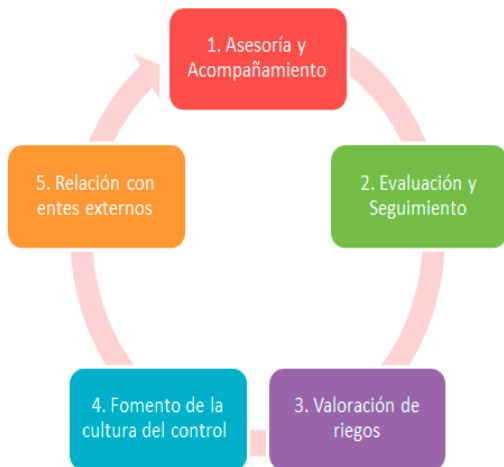 1. Asesoría y
Acompañamiento
2. Evaluación y
Seguimiento
3. Valoración de
riegos
4. Fomento de la
cultura del control
5. Relación con
entes externos